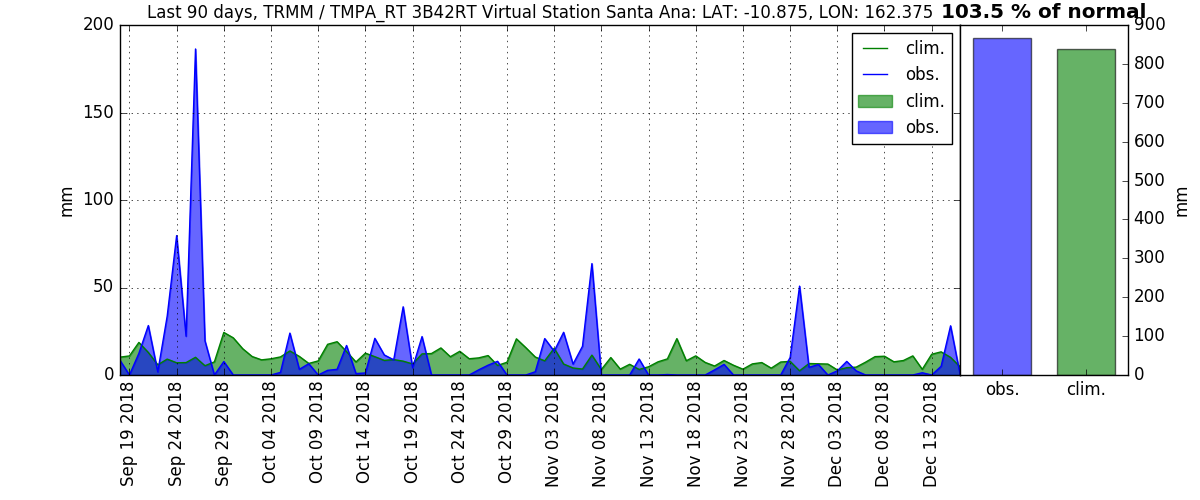 Last 90 days, TRMM / TMPA_RT 3B42RT Virtual Station Santa Ana: LAT: -10.875, LON: 162.375 103.5 % of normal
200
150
100
50
0
mm
clim.
obs.
clim.
obs.
900
800
700
600
500
400
300
200
100
0
mm
obs.
clim.
Sep 19 2018
Sep 24 2018
Sep 29 2018
Oct 04 2018
Oct 09 2018
Oct 14 2018
Oct 19 2018
Oct 24 2018
Oct 29 2018
Nov 03 2018
Nov 08 2018
Nov 13 2018
Nov 18 2018
Nov 23 2018
Nov 28 2018
Dec 03 2018
Dec 08 2018
Dec 13 2018